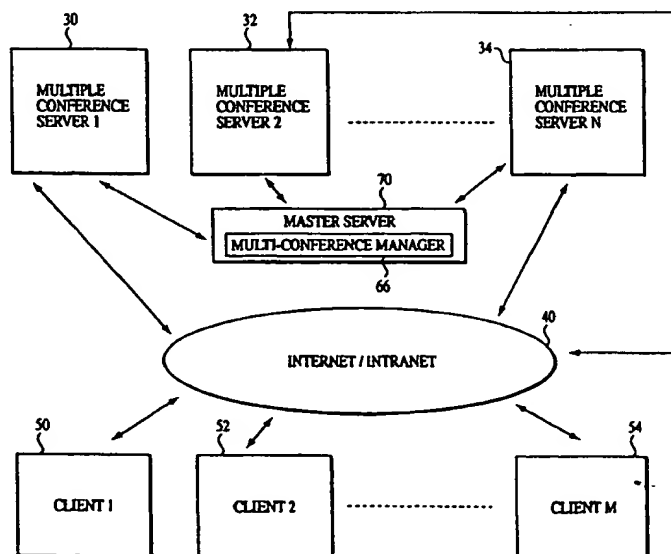 30
32
34
MULTIPLE
CONFERENCE
SERVER 1
MULTIPLE
CONFERENCE
SERVER 2
MULTIPLE
CONFERENCE
SERVER N
70
MASTER SERVER
MULTI-CONFERENCE MANAGER
66
40
INTERNET / INTRANET
50
52
54
CLIENT 1
CLIENT 2
CLIENT M